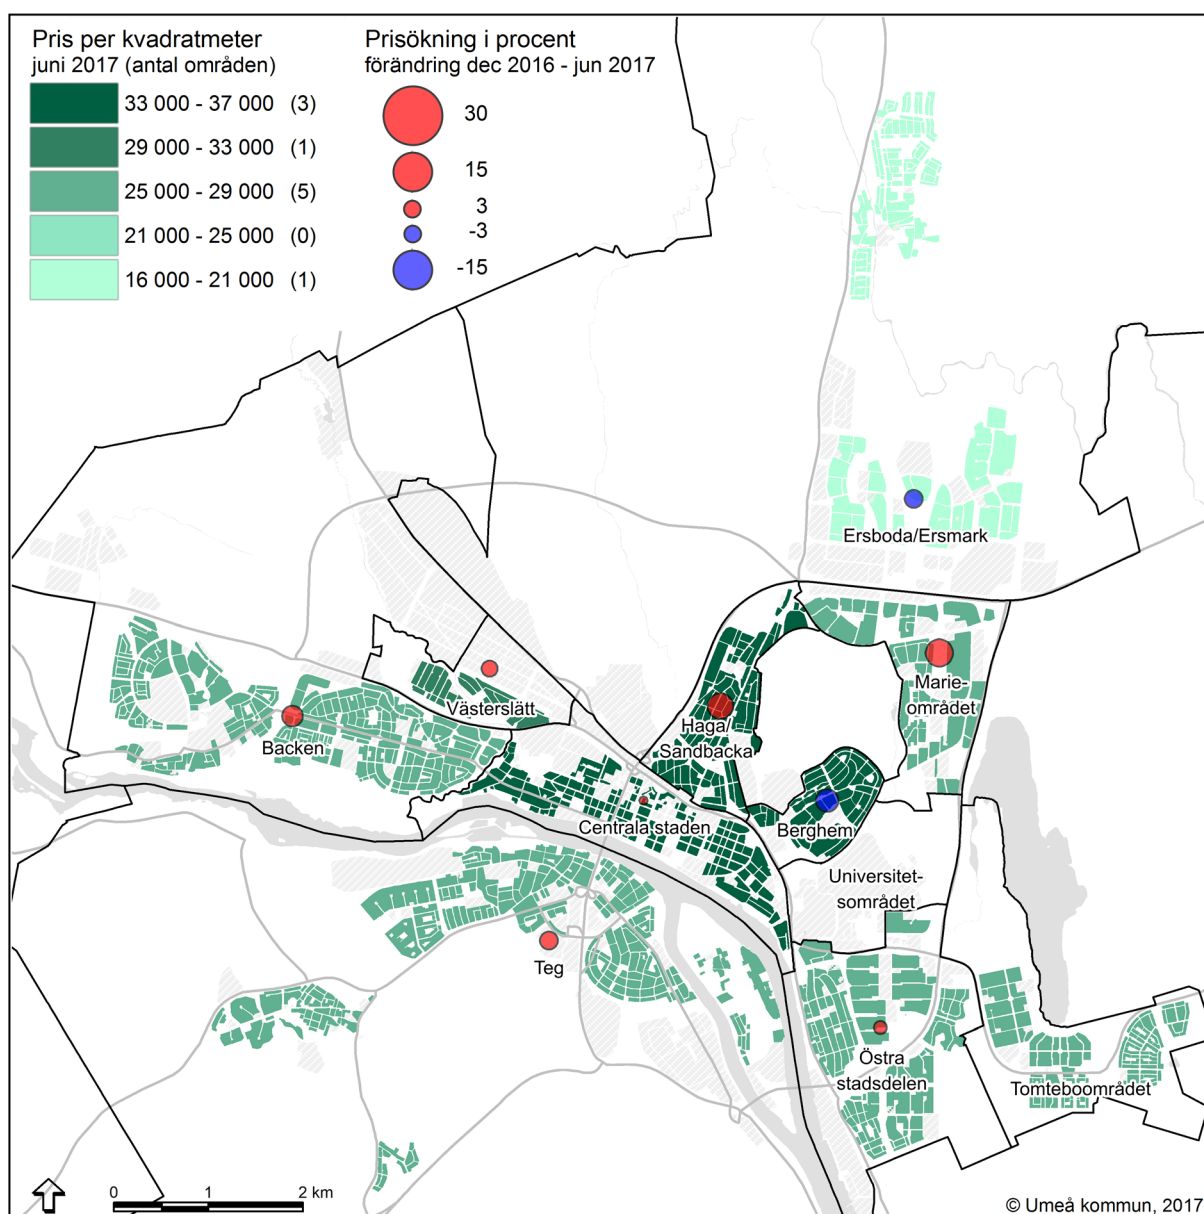 Pris per kvadratmeter
juni 2017 (antal områden)
33 000 - 37 000 (3)
29 000 - 33 000 (1)
25 000 - 29 000 (5)
21 000 - 25 000 (0)
16 000 - 21 000 (1)
Prisökning i procent
förändring dec 2016 - jun 2017
30
15
3
-3
-15
Ersboda/Ersmark
Marie-
området
Västerslätt
Haga/
Sandbacka
Backen
Centrala staden
Berghem
Universitet-
sområdet
Teg
Östra
stadsdelen
Tomteboområdet
0 1 2 km
© Umeå kommun, 2017